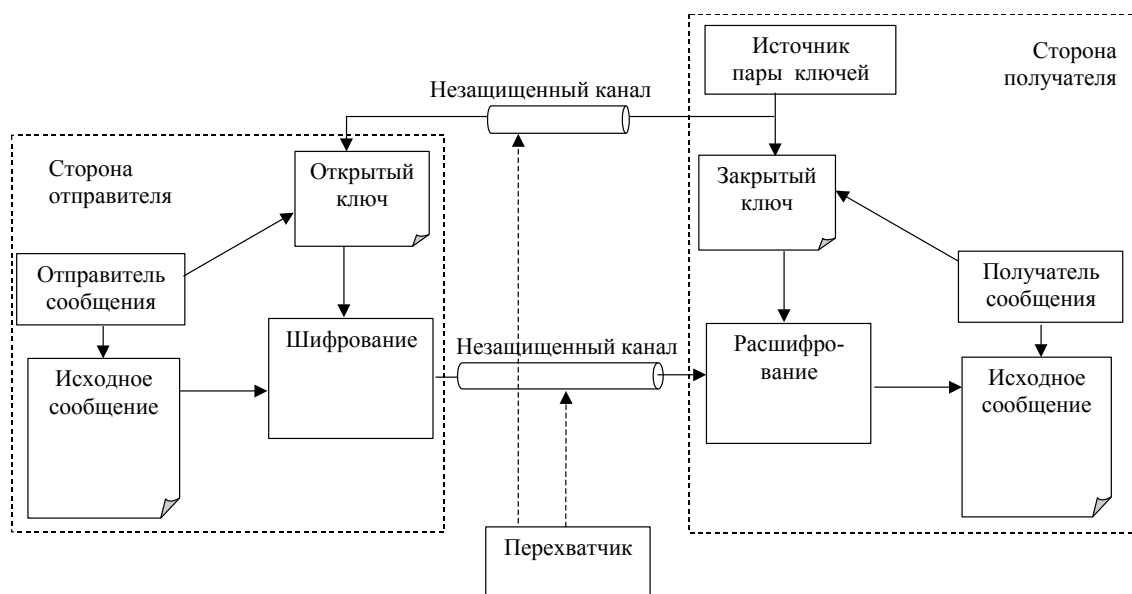 Источник
пары ключей
Сторона
получателя
Незащищенный канал
Сторона
отправителя
Открытый
ключ
Закрытый
ключ
Отправитель
сообщения
Получатель
сообщения
Шифрование
Незащищенный канал
Расшифро-
вание
Исходное
сообщение
Исходное
сообщение
Перехватчик